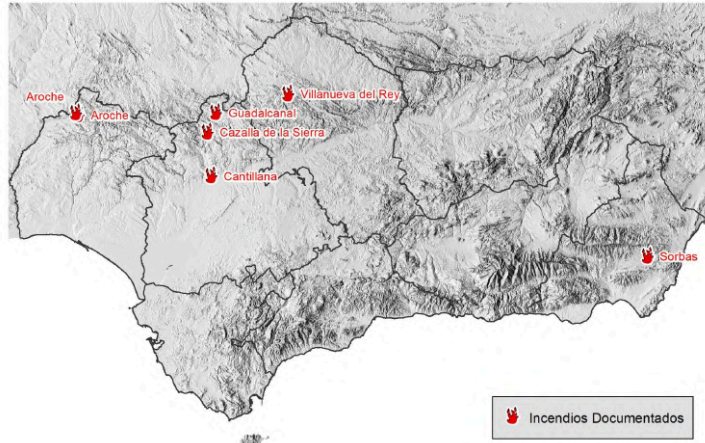 Villanueva del Rey
Aroche
Aroche
Guadalcanal
Cazalla de la Sierra
Cantillana
Sorbas
Incendios Documentados